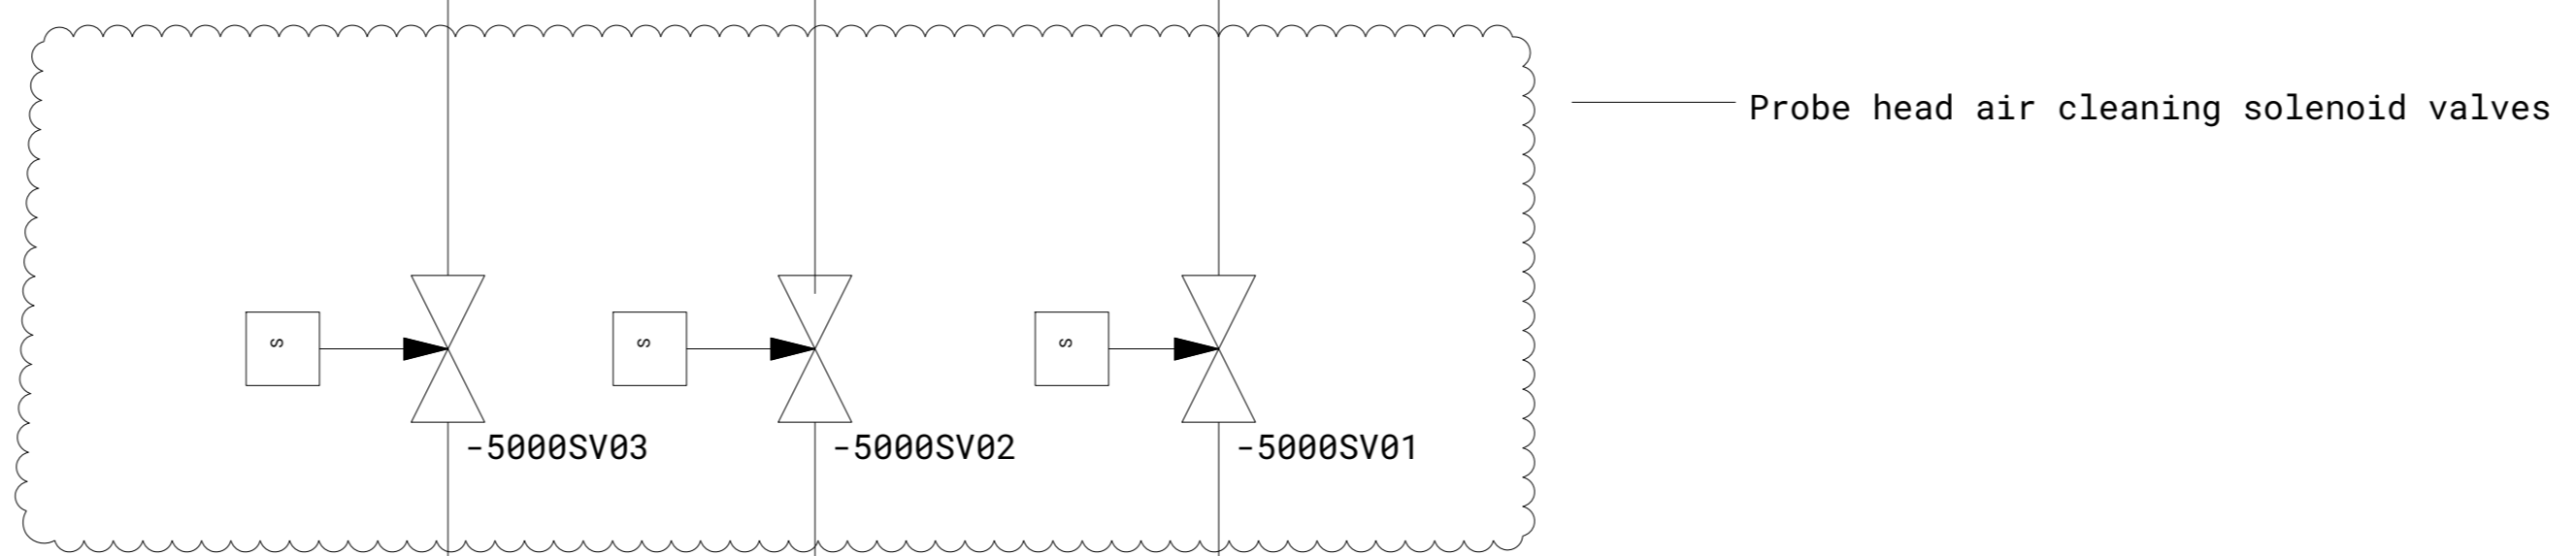 Probe head air cleaning solenoid valves
S
S
S
-5000SV03
-5000SV02
-5000SV01